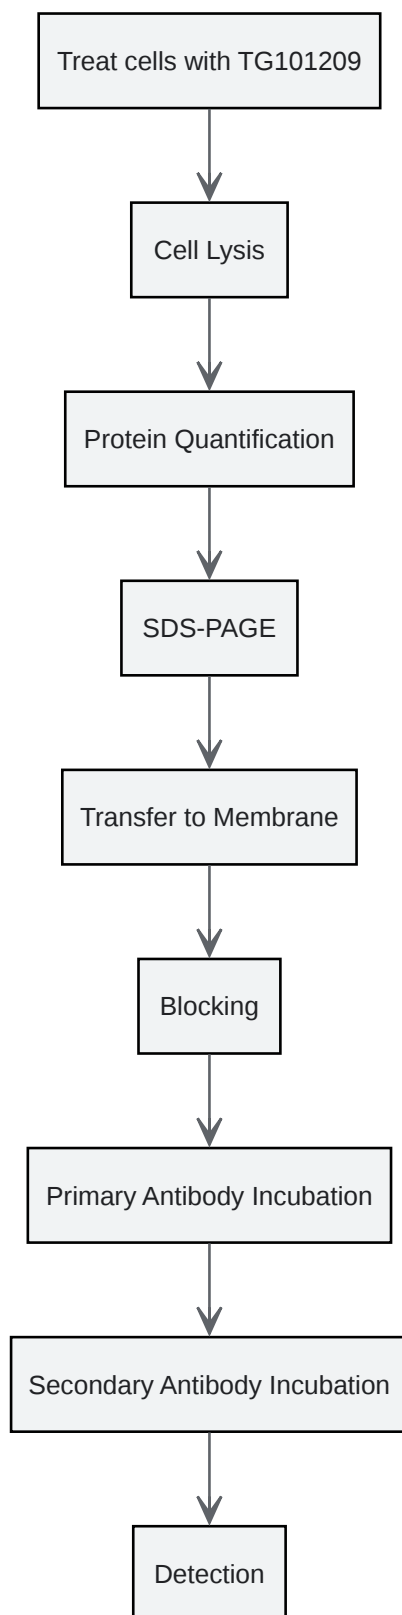 Treat cells with TG101209
Cell Lysis
Protein Quantification
SDS-PAGE
Transfer to Membrane
Blocking
Primary Antibody Incubation
Secondary Antibody Incubation
Detection